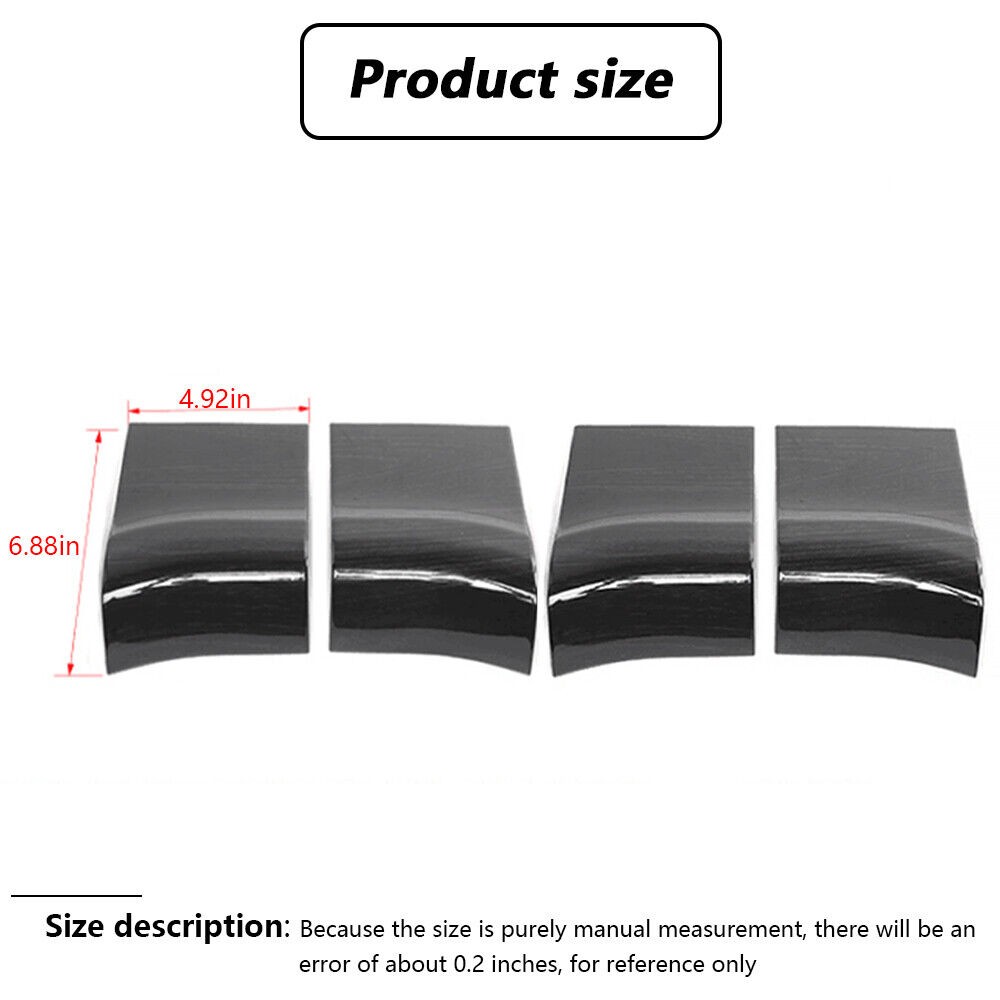 Product size
4.92in
6.88in
Size description: Because the size is purely manual measurement, there will be an
error of about 0.2 inches, for reference only